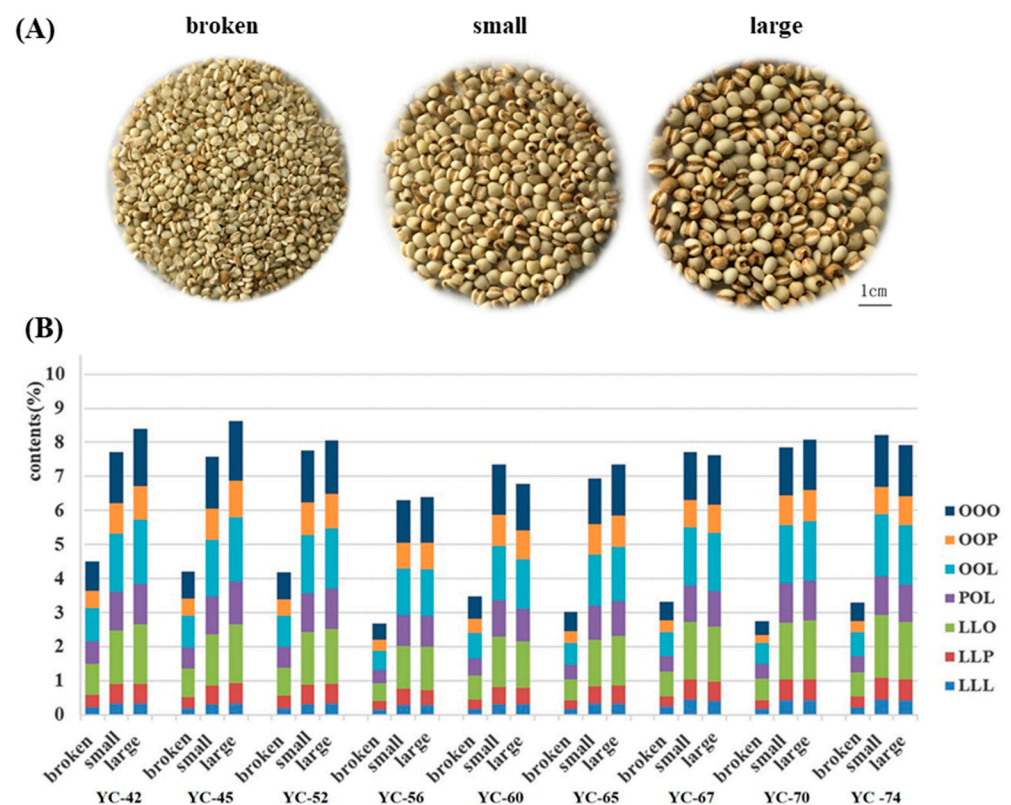 (A)
broken small large
1cm
(B)
contents(%)
10
9
8
7
6
5
4
3
2
1
0
OOO
OOP
OOL
POL
LLO
LLP
LLL
broken small large broken small large broken small large broken small large broken small large broken small large broken small large broken small large broken small large
YC-42 YC-45 YC-52 YC-56 YC-60 YC-65 YC-67 YC-70 YC -74